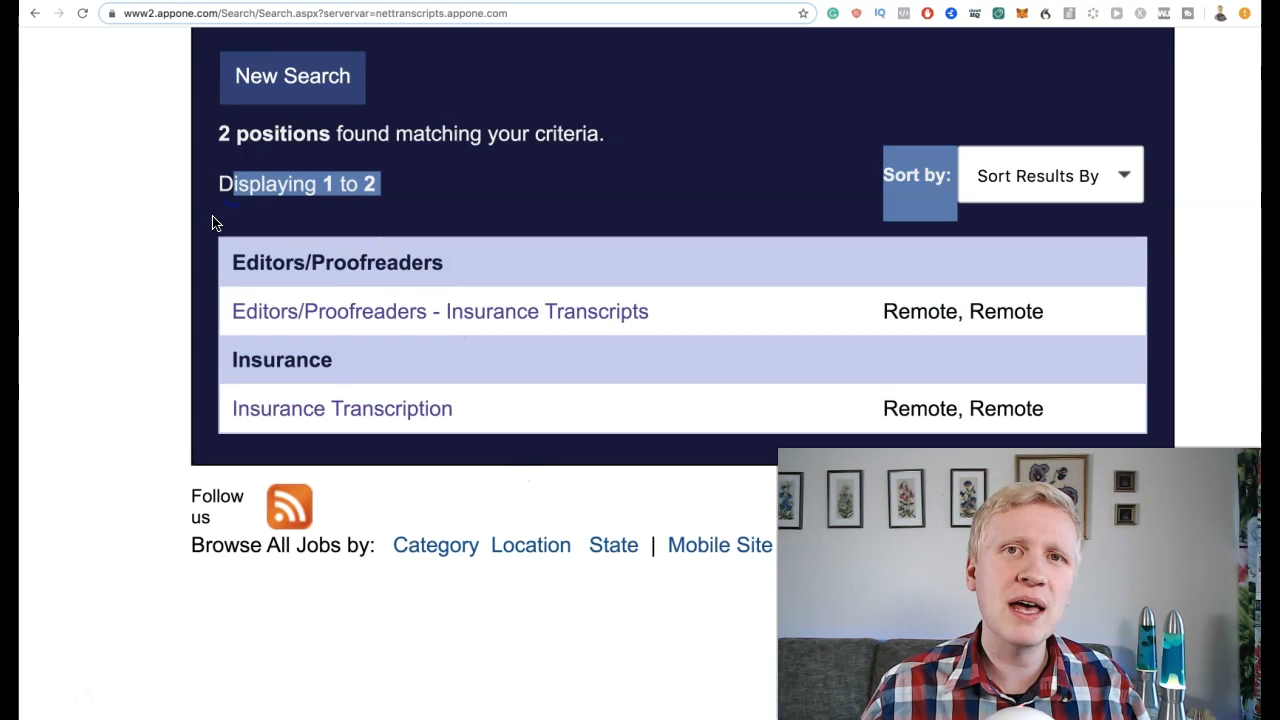 www2.appone.com/Search/Search.aspx?servervar=nettranscripts.appone.com
New Search
2 positions found matching your criteria.
Displaying 1 to 2
Sort by: Sort Results By
Editors/Proofreaders
Editors/Proofreaders - Insurance Transcripts Remote, Remote
Insurance
Insurance Transcription Remote, Remote
Follow
us
Browse All Jobs by: Category Location State | Mobile Site